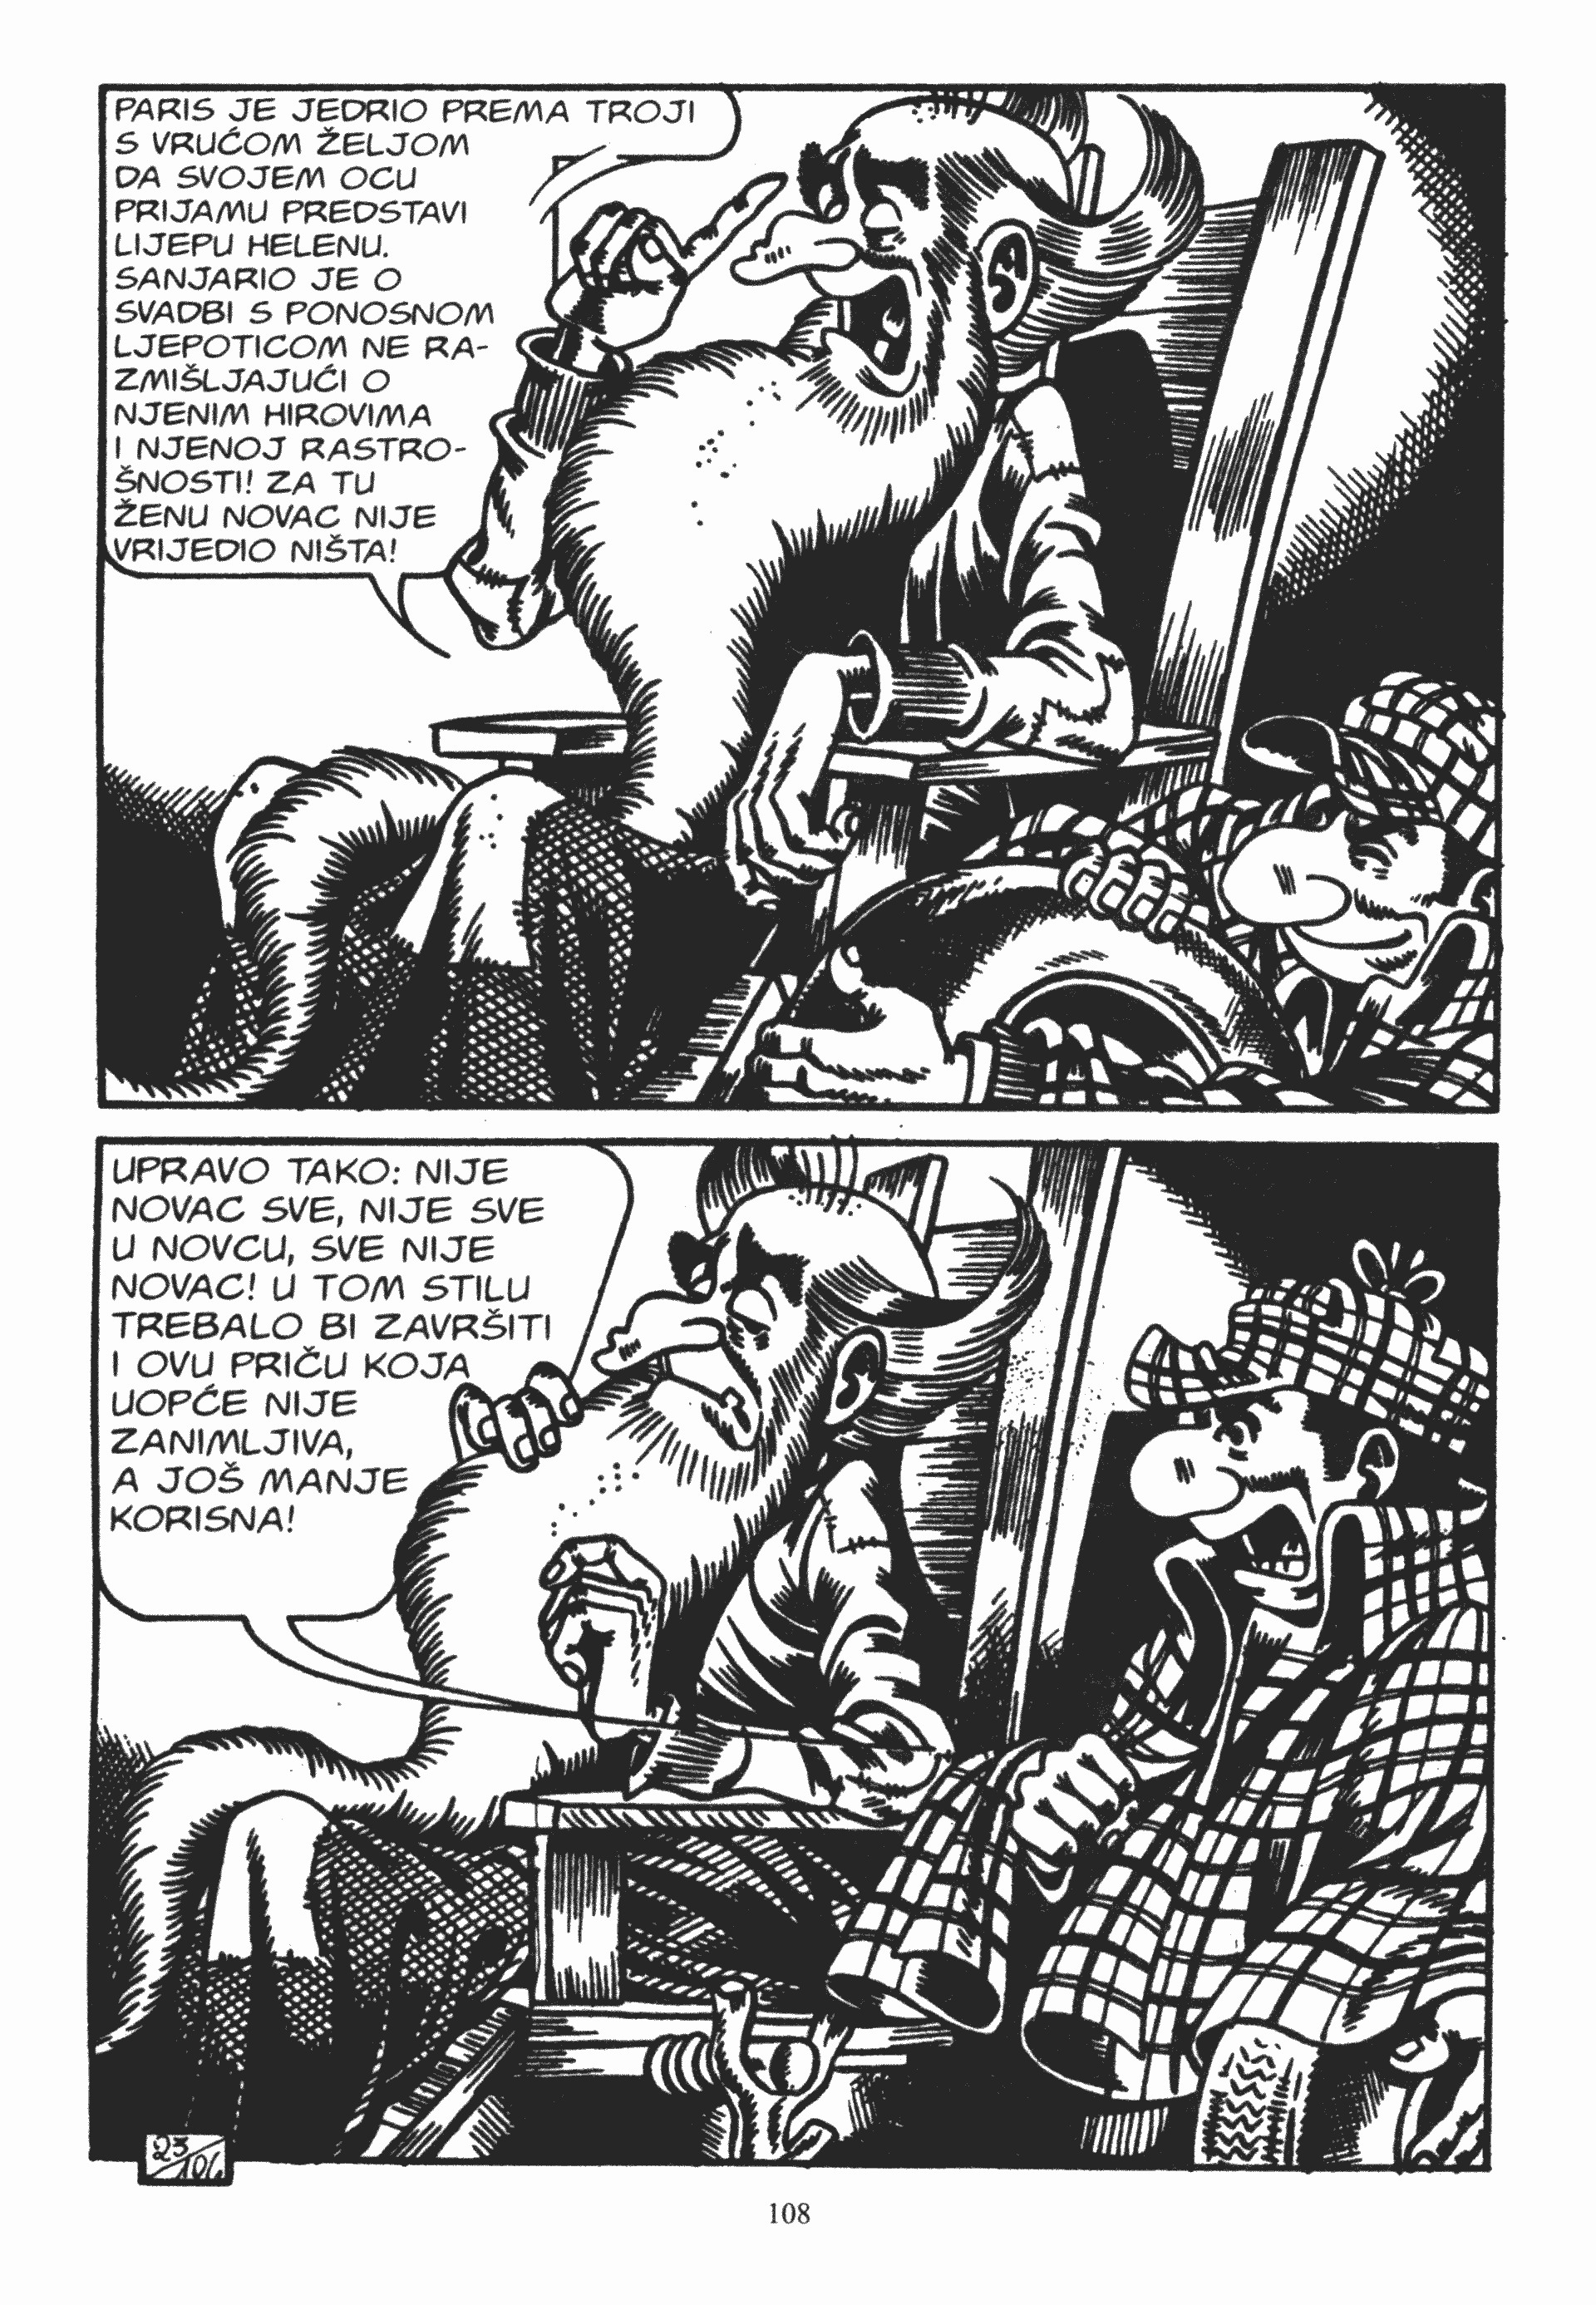 PARIS JE JEDRIO PREMA TROJI
S VRUĆOM ŽELJOM
DA SVOJEM OCU
PRIJAMU PREDSTAVI
LIJEPU HELENU.
SANJARIO JE O
SVADBI S PONOSNOM
LJEPOTICOM NE RA-
ZMIŠLJAJUĆI O
NJENIM HIROVIMA
I NJENOJ RASTRO-
ŠNOSTI! ZA TU
ŽENU NOVAC NIJE
VRIJEDIO NIŠTA!
UPRAVO TAKO: NIJE
NOVAC SVE, NIJE SVE
U NOVCU, SVE NIJE
NOVAC! U TOM STILU
TREBALO BI ZAVRŠITI
I OVU PRIČU KOJA
UOPĆE NIJE
ZANIMLJIVA,
A JOŠ MANJE
KORISNA!
23/106
108